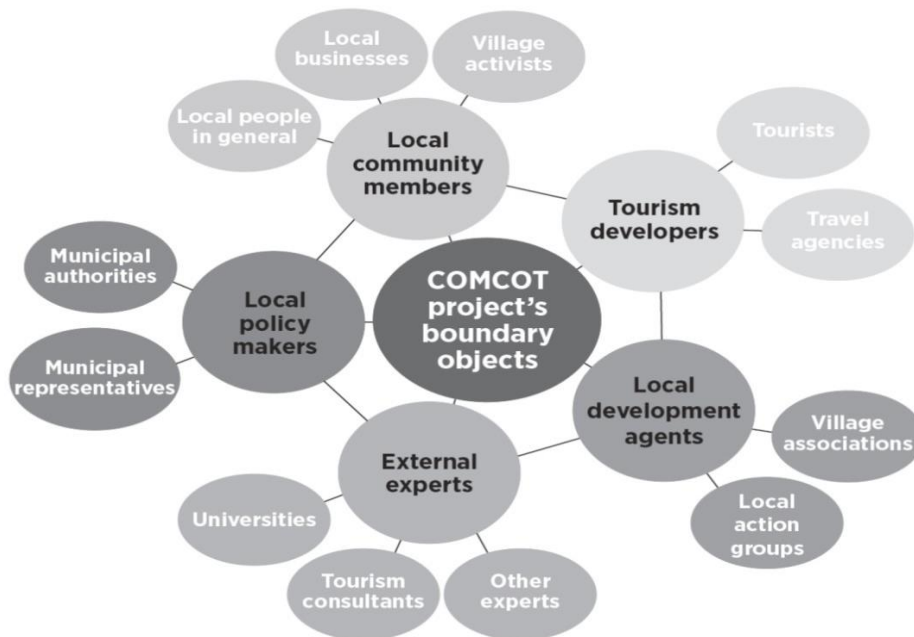 Local
businesses
Village
activists
Local people
in general
Local
community
members
Tourists
Tourism
developers
Travel
agencies
Municipal
authorities
Local
policy
makers
COMCOT
project's
boundary
objects
Municipal
representatives
Local
development
agents
Village
associations
External
experts
Local
action
groups
Universities
Tourism
consultants
Other
experts